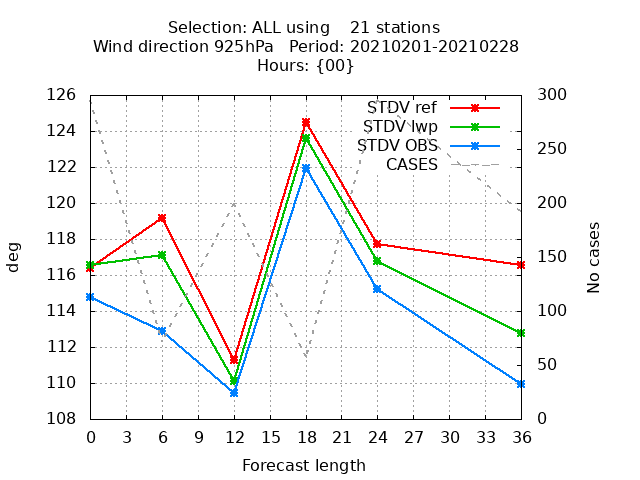 Selection: ALL using    21 stations
Wind direction 925hPa   Period: 20210201-20210228
Hours: {00}
126
124
122
120
118
116
114
112
110
108
deg
300
250
200
150
100
50
0
No cases
STDV ref
STDV lwp
STDV OBS
CASES
0 3 6 9 12 15 18 21 24 27 30 33 36
Forecast length